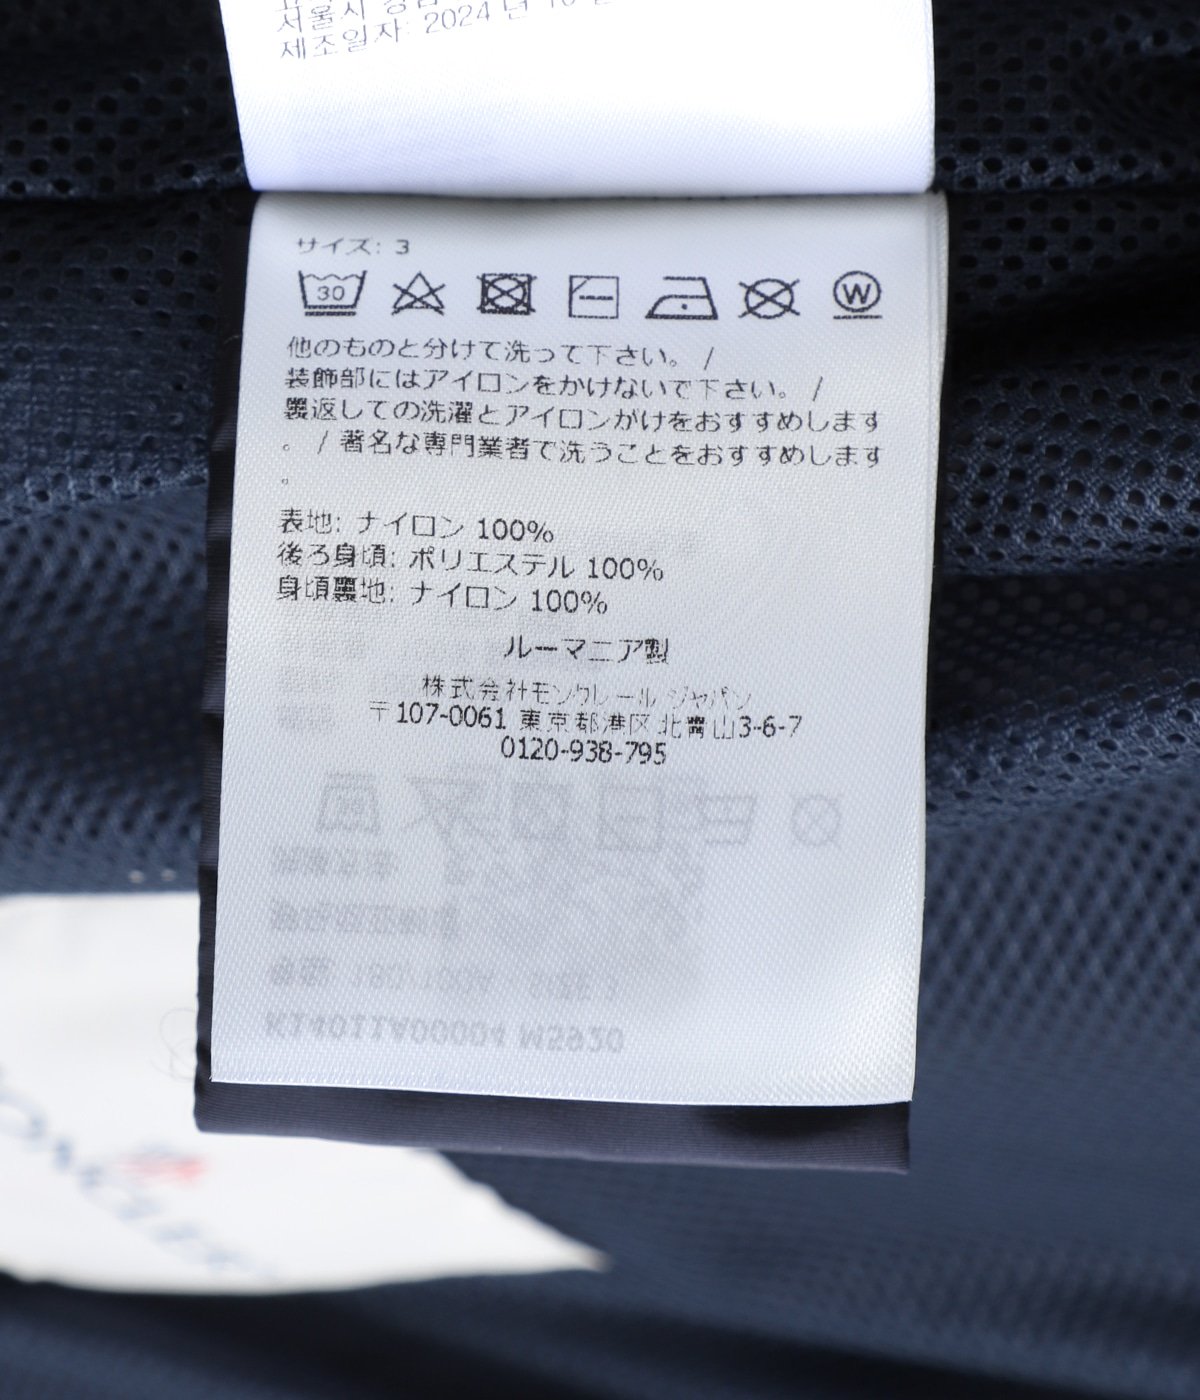 서울시 강남
제조일자: 2024 년 10
サイズ: 3
30
W
他のものと分けて洗って下さい。 /
装飾部にはアイロンをかけないで下さい。 /
裏返しての洗濯とアイロンがけをおすすめします
。 / 著名な専門業者で洗うことをおすすめします
。
表地: ナイロン 100%
後ろ身頃: ポリエステル 100%
身頃裏地: ナイロン 100%
ルーマニア製
株式会社モンクレール ジャパン
〒107-0061 東京都港区北青山3-6-7
0120-938-795
K14011A00004 M5920